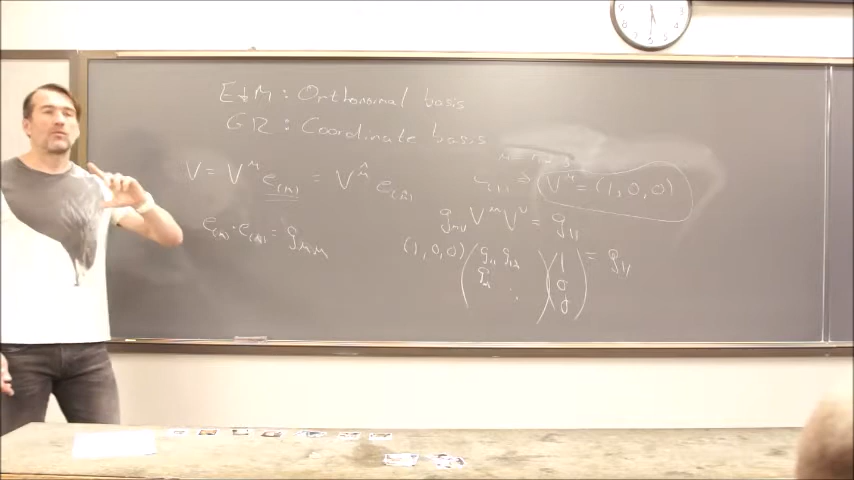 E&M: Orthonormal basis
GR: Coordinate basis
V = V^μ e_(μ) = V^μ̂ e_(μ̂)
e_(μ) · e_(μ) = g_μμ
⇒ V^μ = (1,0,0)
g_μν V^μ V^ν = g_11
(1,0,0) ( g_11 g_12 g_21 ⋱ ) ( 1 0 0 ) = g_11